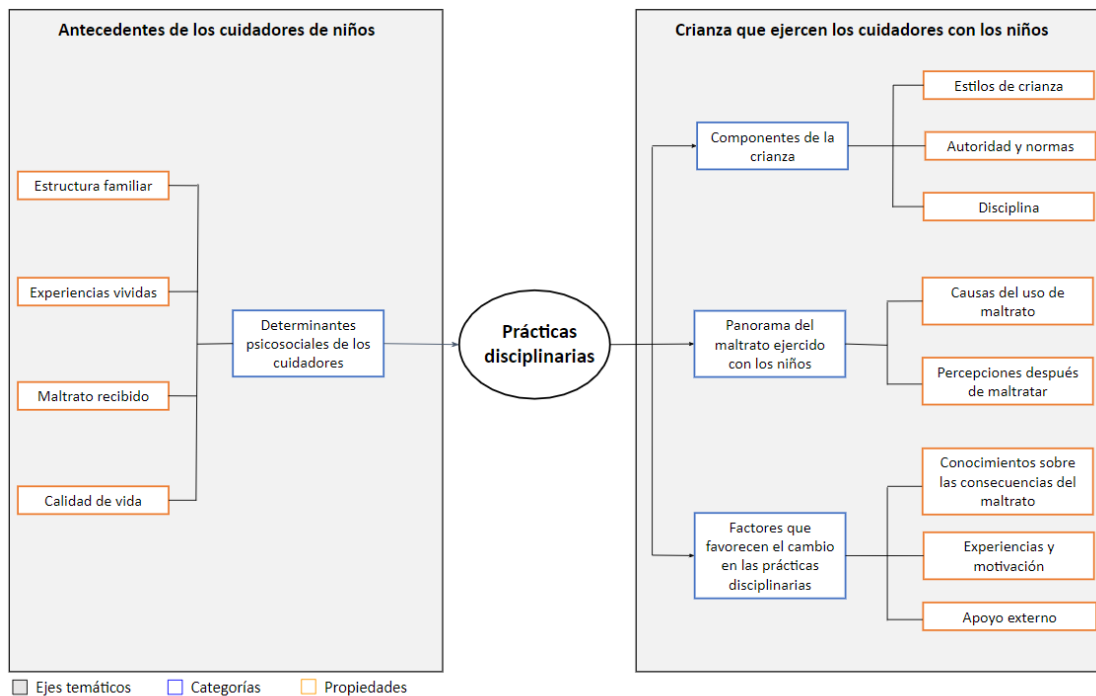 Antecedentes de los cuidadores de niños
Estructura familiar
Experiencias vividas
Maltrato recibido
Calidad de vida
Determinantes
psicosociales de los
cuidadores
Prácticas
disciplinarias
Crianza que ejercen los cuidadores con los niños
Componentes de la
crianza
Estilos de crianza
Autoridad y normas
Disciplina
Panorama del
maltrato ejercido
con los niños
Causas del uso de
maltrato
Percepciones después
de maltratar
Factores que
favorecen el cambio
en las prácticas
disciplinarias
Conocimientos sobre
las consecuencias del
maltrato
Experiencias y
motivación
Apoyo externo
Ejes temáticos
Categorías
Propiedades